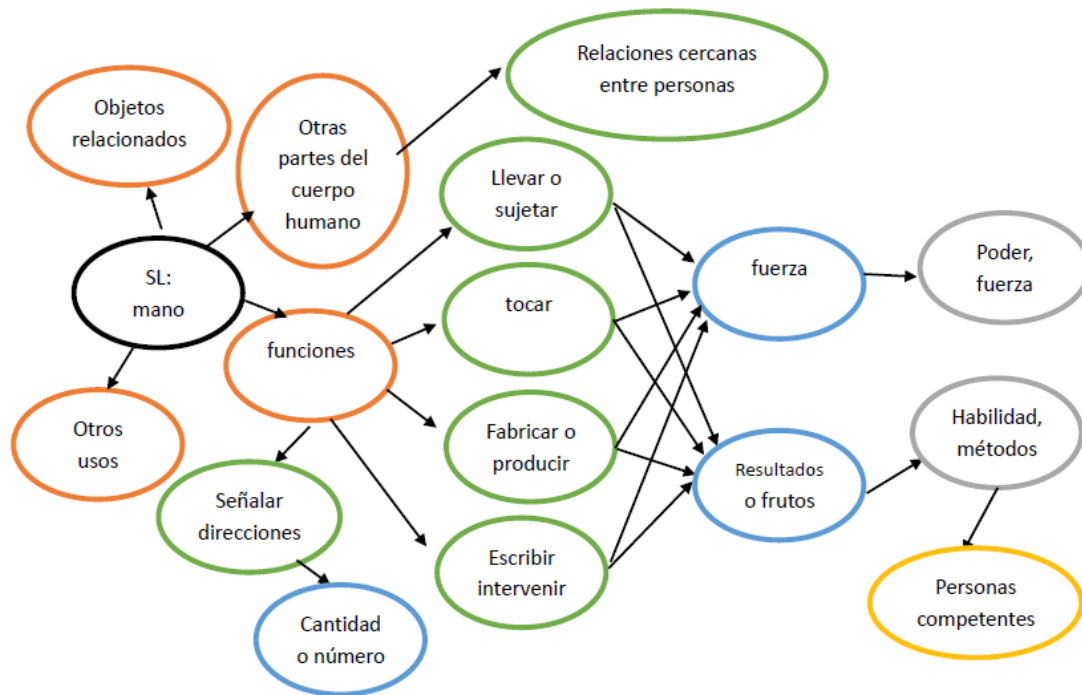 Relaciones cercanas
entre personas
Objetos
relacionados
Otras
partes del
cuerpo
humano
Llevar o
sujetar
SL:
mano
fuerza
Poder,
fuerza
tocar
funciones
Otros
usos
Fabricar o
producir
Habilidad,
métodos
Resultados
o frutos
Señalar
direcciones
Escribir
intervenir
Personas
competentes
Cantidad
o número